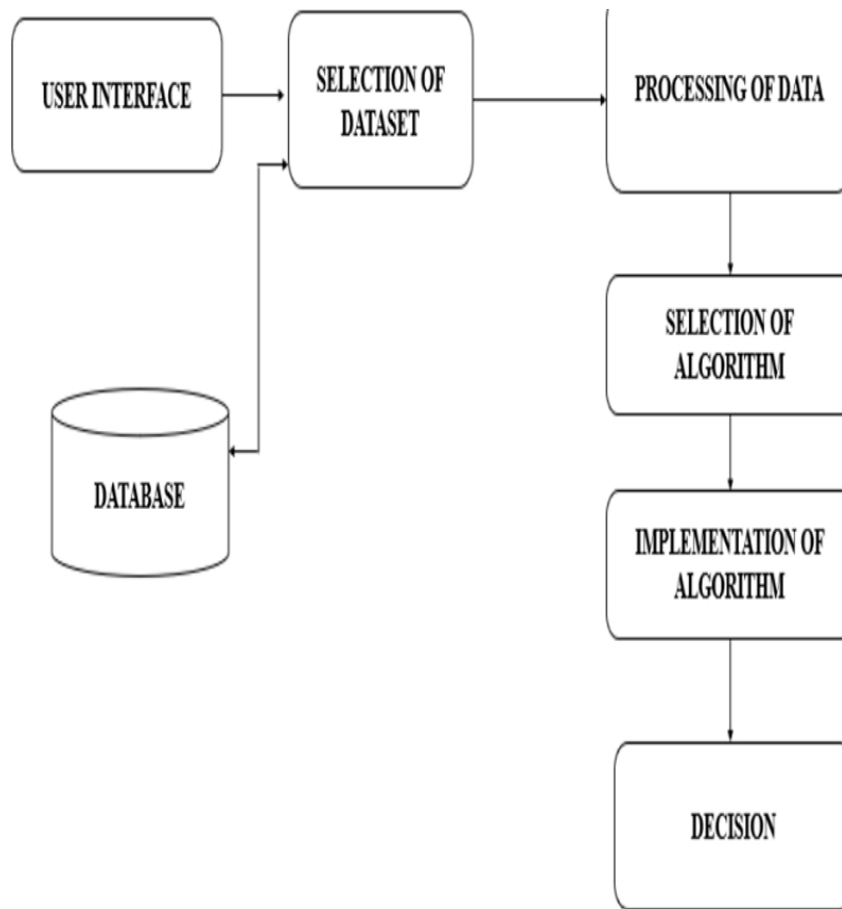 USER INTERFACE
SELECTION OF
DATASET
PROCESSING OF DATA
SELECTION OF
ALGORITHM
DATABASE
IMPLEMENTATION OF
ALGORITHM
DECISION